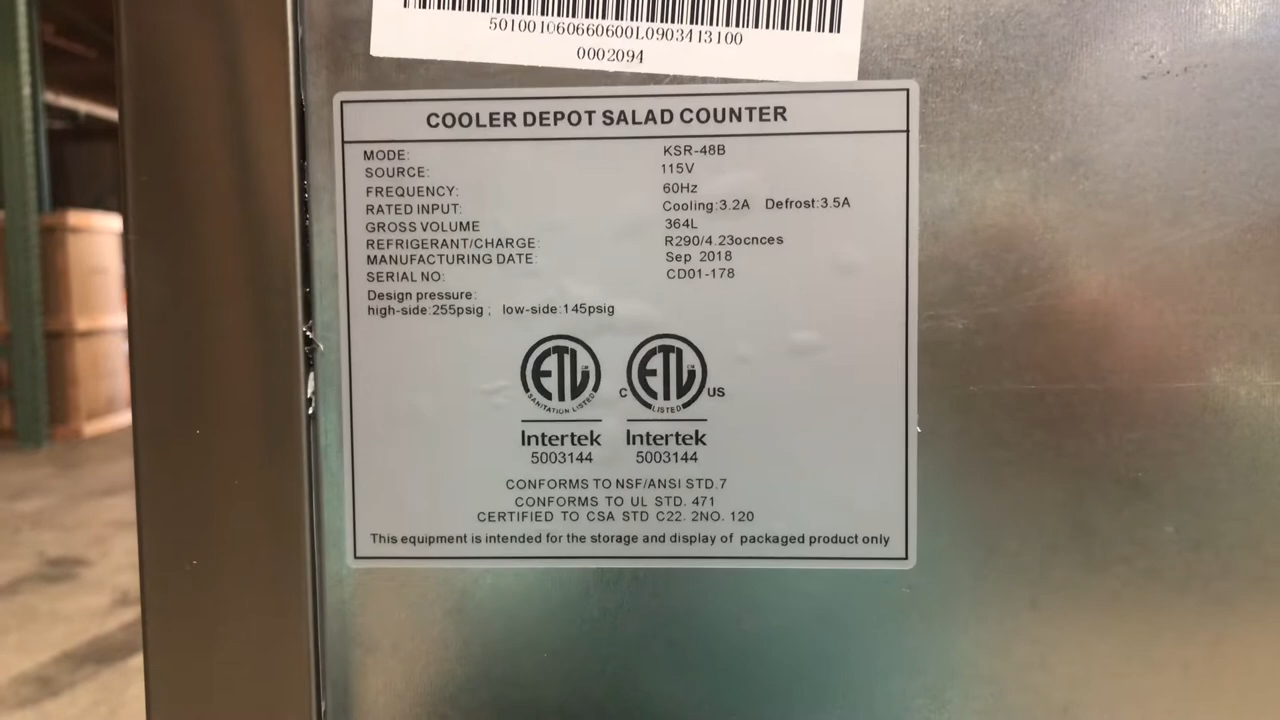 501001060660600L0903413100
0002094
COOLER DEPOT SALAD COUNTER
MODE: KSR-48B
SOURCE: 115V
FREQUENCY: 60Hz
RATED INPUT: Cooling:3.2A Defrost:3.5A
GROSS VOLUME 364L
REFRIGERANT/CHARGE: R290/4.23ocnces
MANUFACTURING DATE: Sep 2018
SERIAL NO: CD01-178
Design pressure:
high-side:255psig ; low-side:145psig
ETL CM SANITATION LISTED
C ETL CM LISTED US
Intertek Intertek
5003144 5003144
CONFORMS TO NSF/ANSI STD.7
CONFORMS TO UL STD. 471
CERTIFIED TO CSA STD C22. 2NO. 120
This equipment is intended for the storage and display of packaged product only